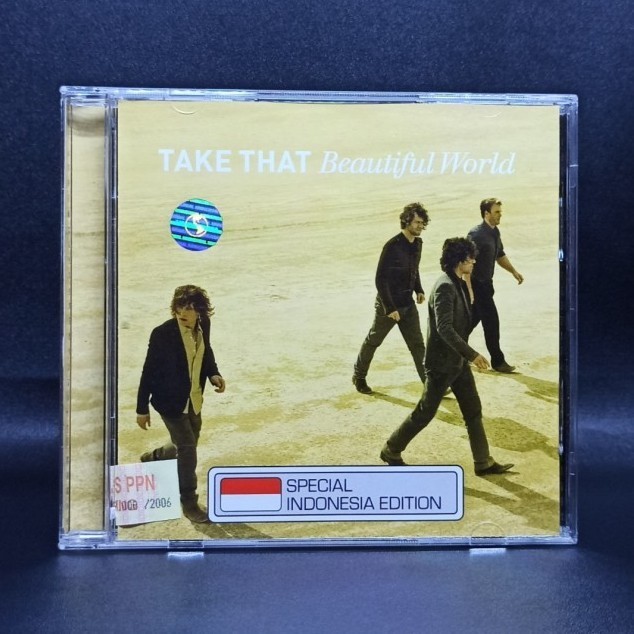 TAKE THAT Beautiful World
S PPN
/2006
SPECIAL
INDONESIA EDITION